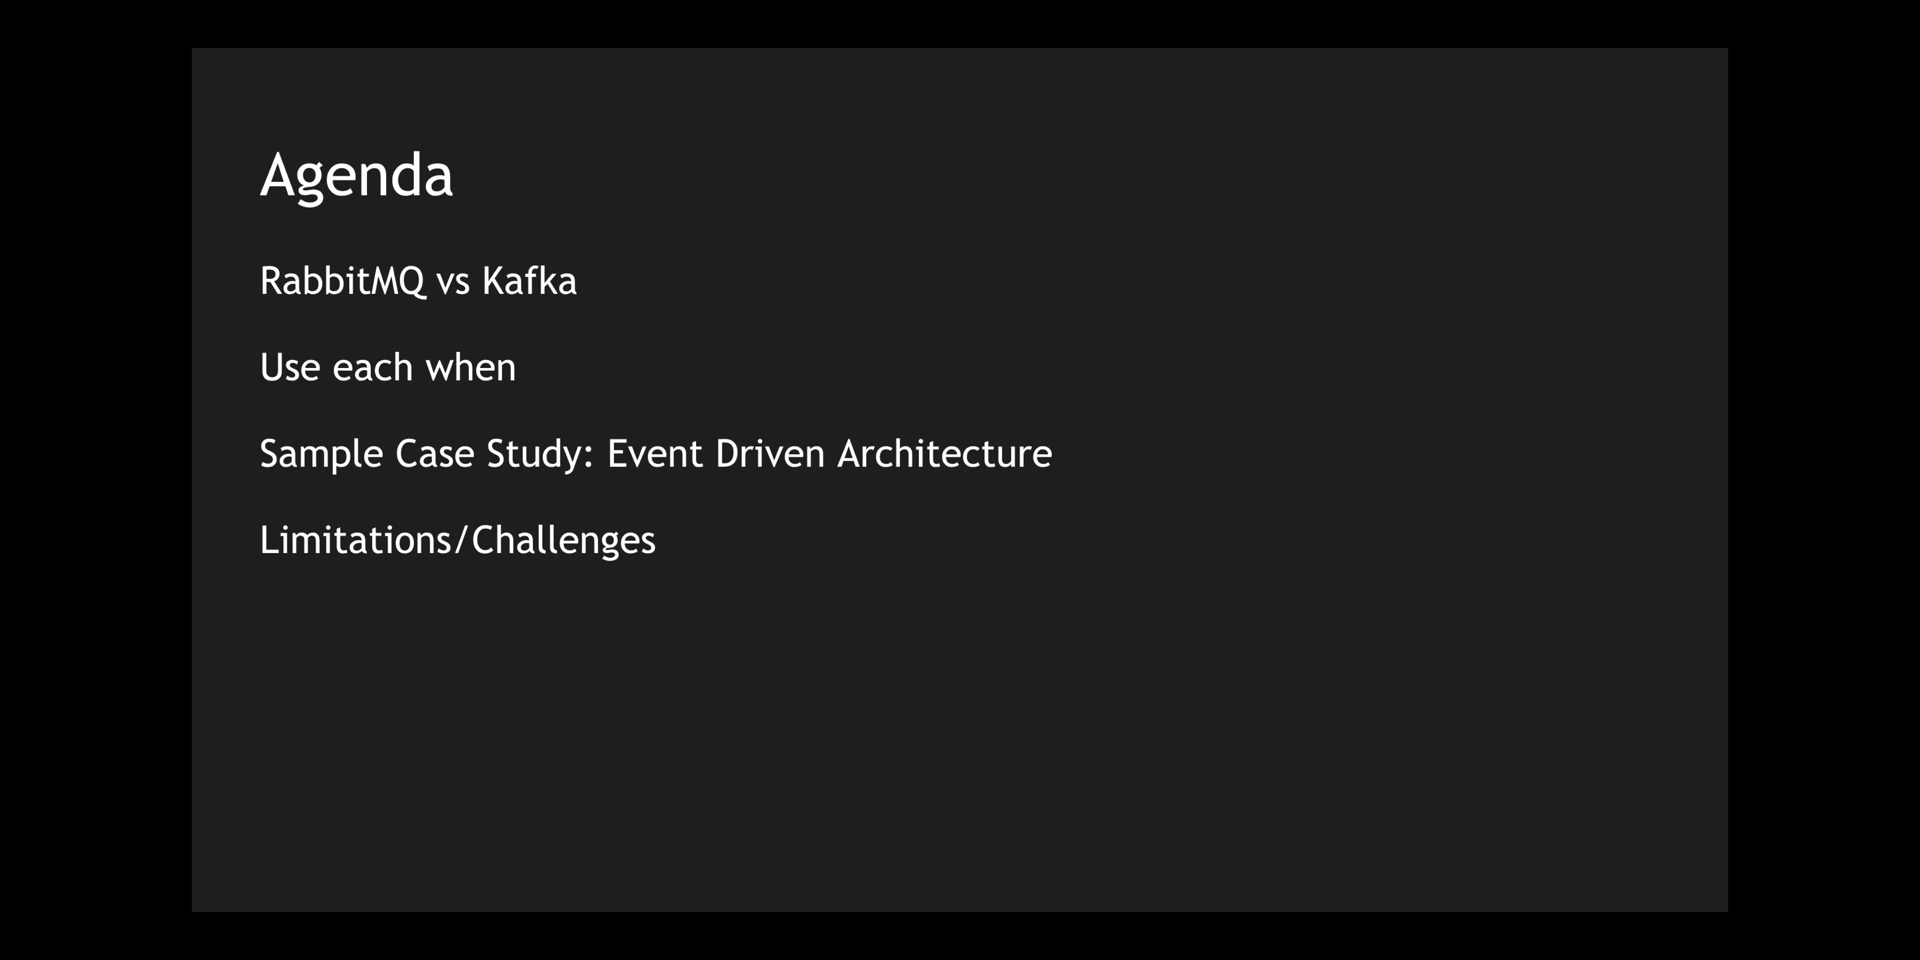 Agenda
RabbitMQ vs Kafka
Use each when
Sample Case Study: Event Driven Architecture
Limitations/Challenges